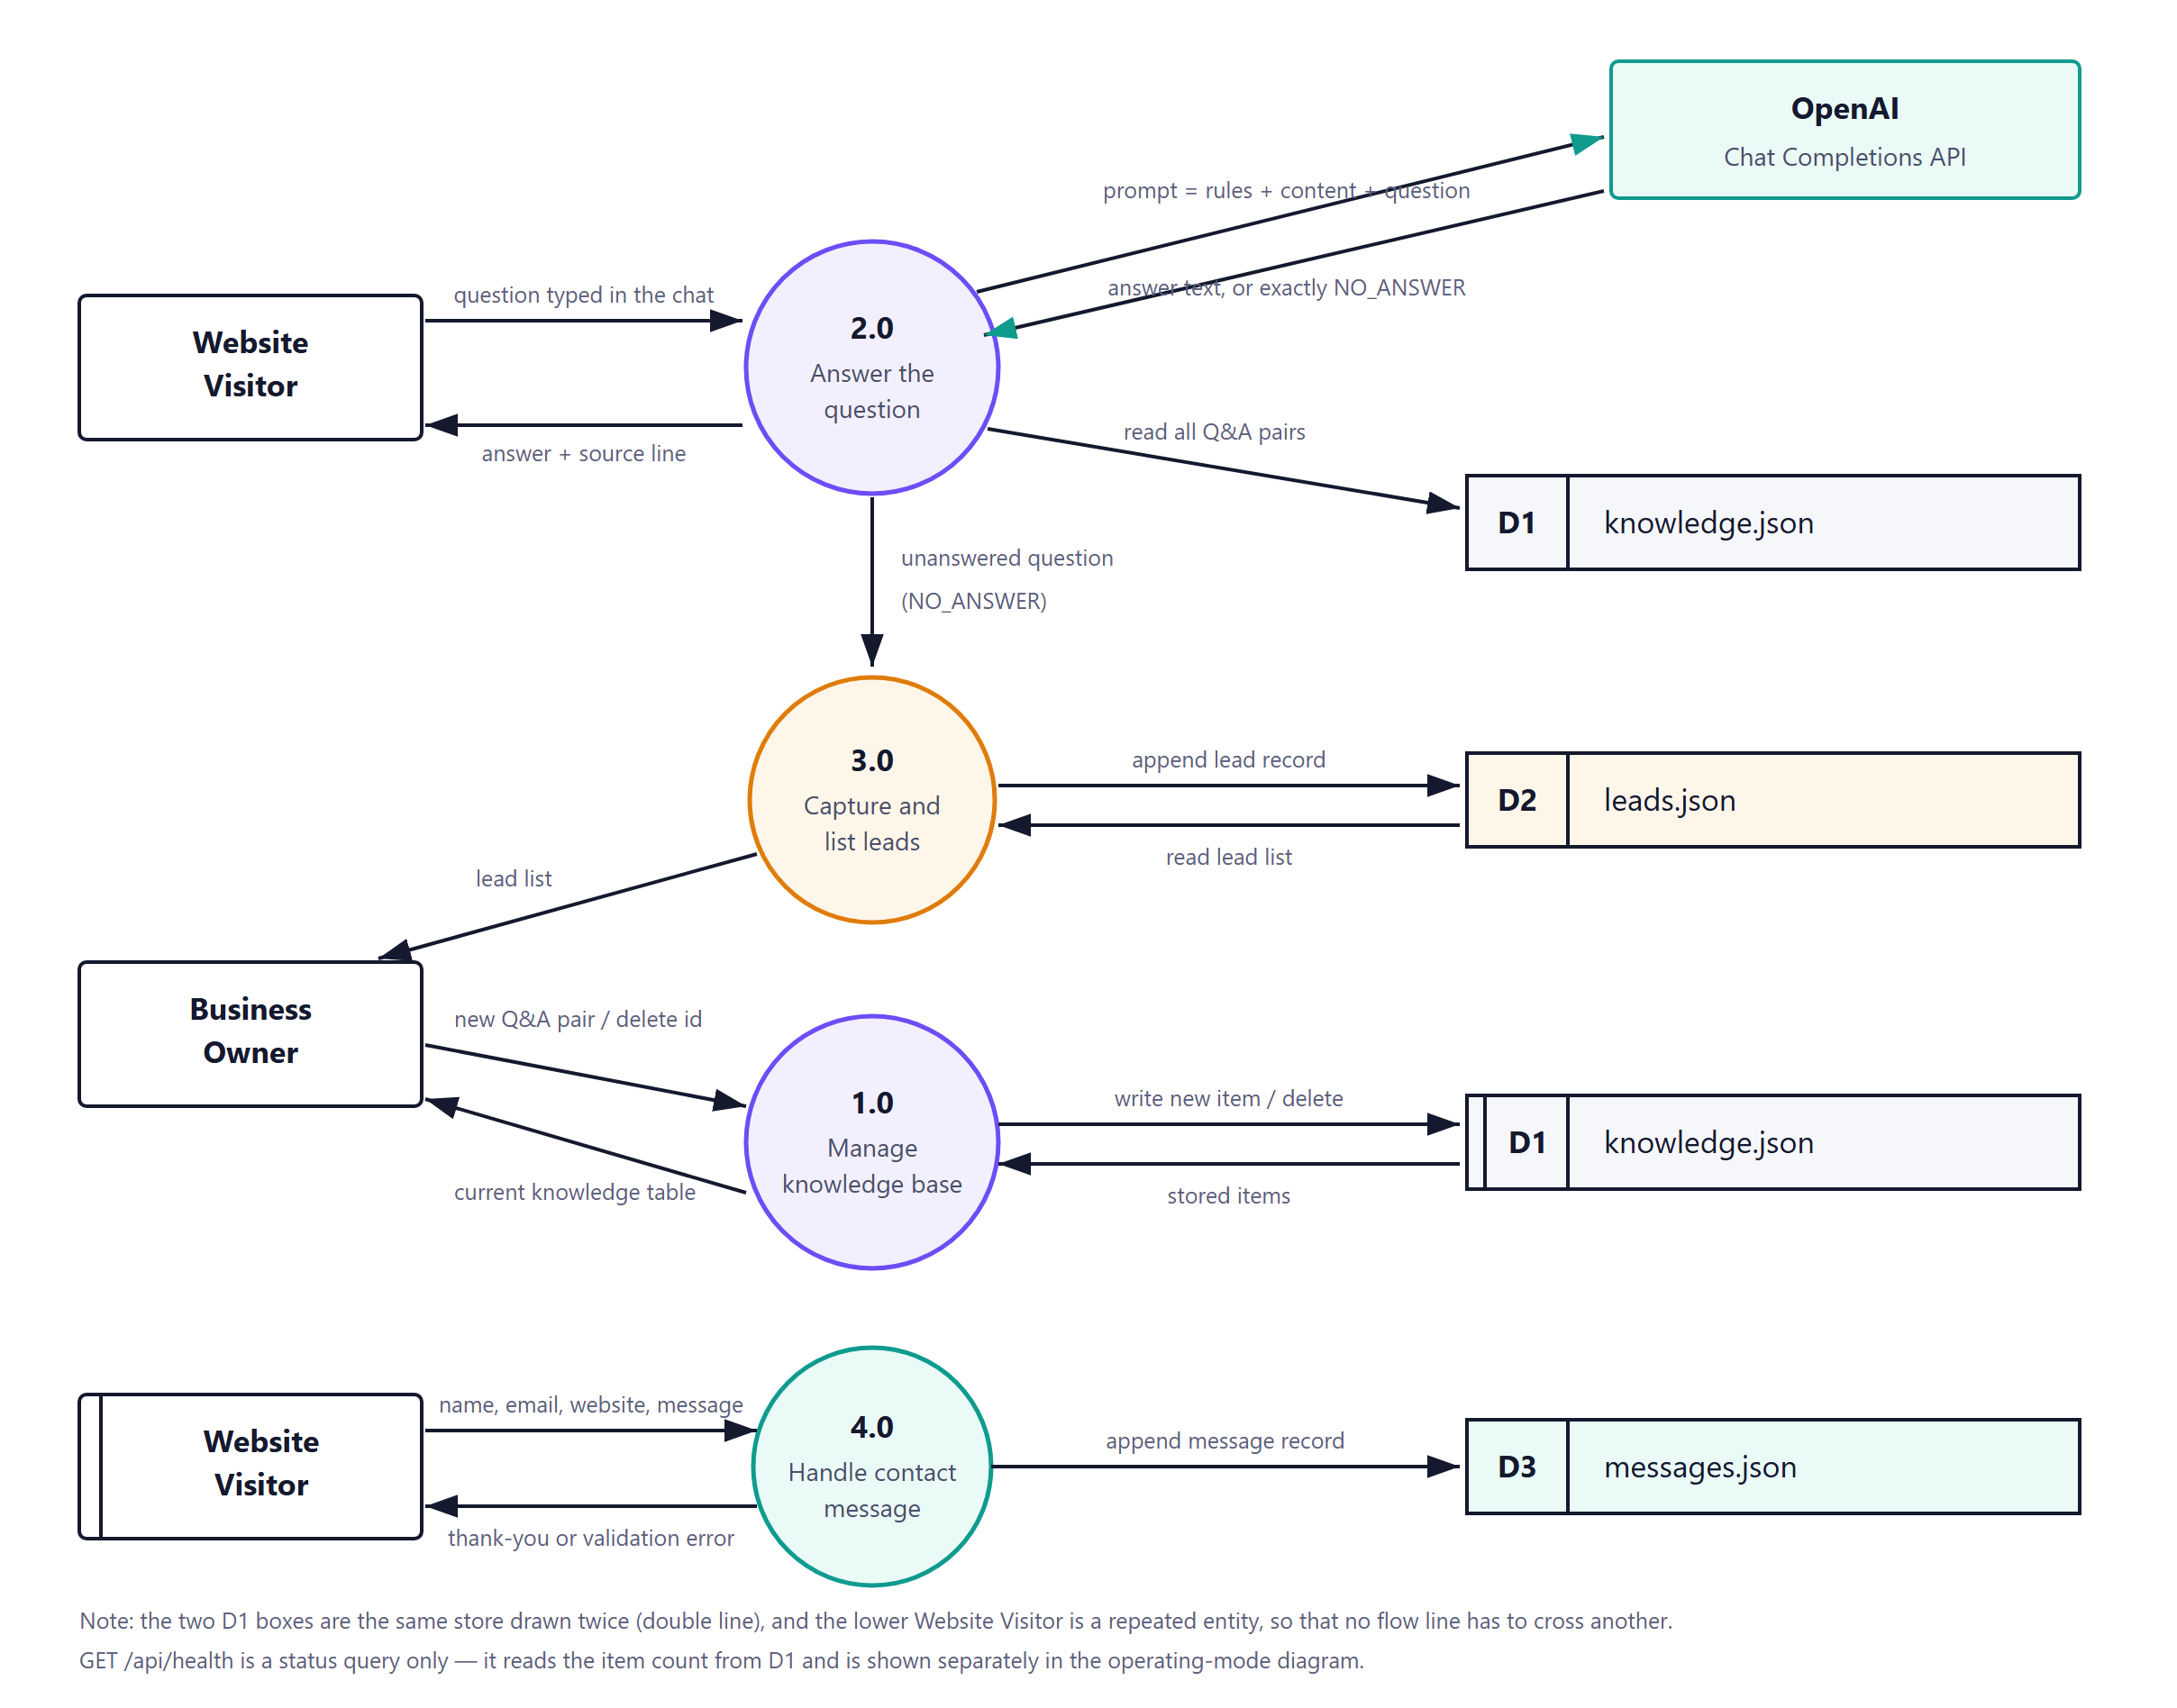 OpenAI
Chat Completions API
prompt = rules + content + question
question typed in the chat
answer text, or exactly NO_ANSWER
Website
Visitor
2.0
Answer the
question
answer + source line
read all Q&A pairs
D1
knowledge.json
unanswered question
(NO_ANSWER)
3.0
Capture and
list leads
append lead record
D2
leads.json
read lead list
lead list
Business
Owner
new Q&A pair / delete id
current knowledge table
1.0
Manage
knowledge base
write new item / delete
D1
knowledge.json
stored items
name, email, website, message
Website
Visitor
4.0
Handle contact
message
append message record
D3
messages.json
thank-you or validation error
Note: the two D1 boxes are the same store drawn twice (double line), and the lower Website Visitor is a repeated entity, so that no flow line has to cross another.
GET /api/health is a status query only — it reads the item count from D1 and is shown separately in the operating-mode diagram.